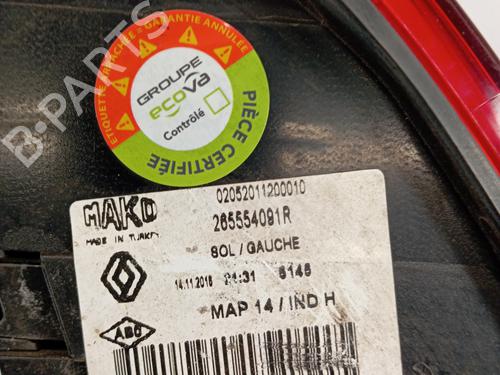 ETIQUETTE ARRACHÉE = GARANTIE ANNULÉE
GROUPE
ecova
Contrôlé
PIÈCE CERTIFIÉE
B-PARTS
MAKO
MADE IN TURKEY
02052011200010
265554091R
SOL / GAUCHE
14.11.2016
MAP 14 / IND H